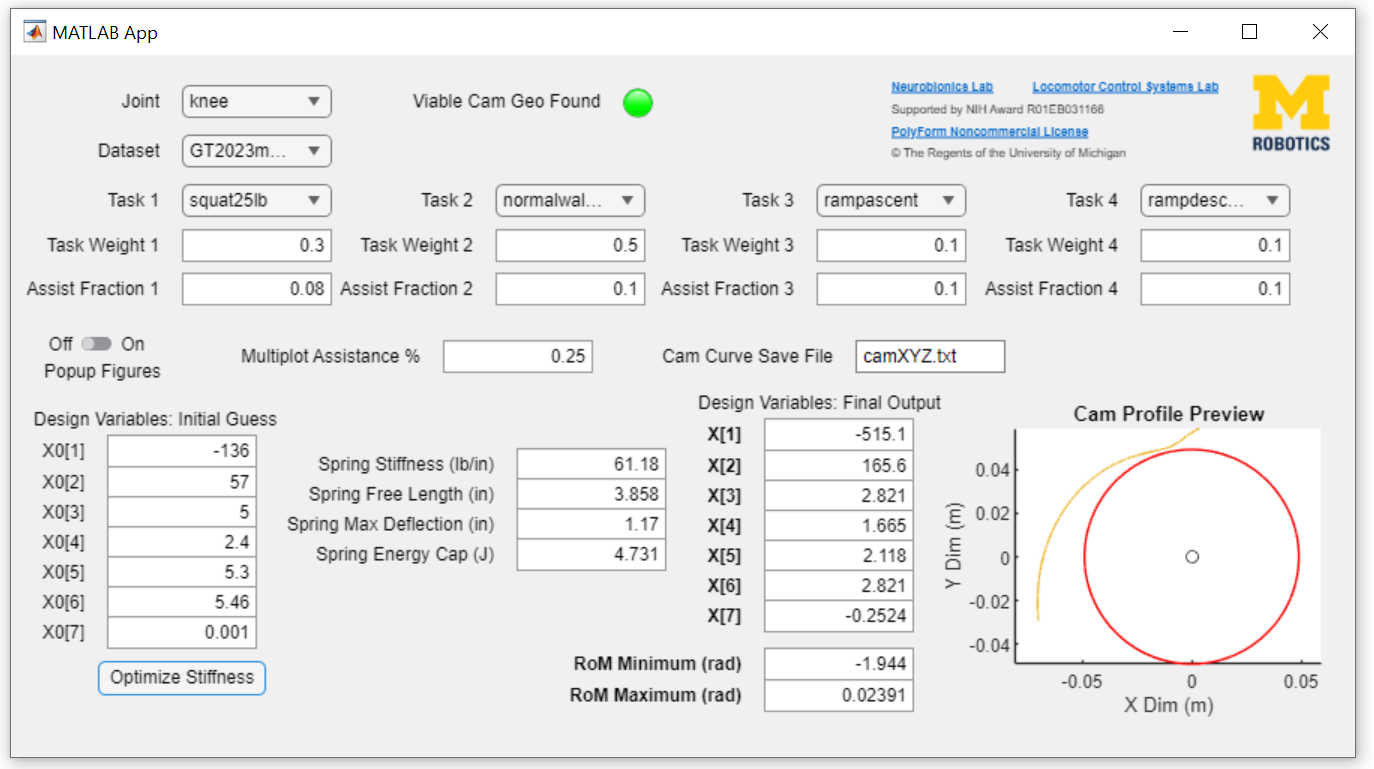 MATLAB App
Joint knee Viable Cam Geo Found
Neurobionics Lab Locomotor Control Systems Lab
Supported by NIH Award R01EB031166
PolyForm Noncommercial License
© The Regents of the University of Michigan
M
ROBOTICS
Dataset GT2023m...
Task 1 squat25lb Task 2 normalwal... Task 3 rampascent Task 4 rampdesc...
Task Weight 1 0.3 Task Weight 2 0.5 Task Weight 3 0.1 Task Weight 4 0.1
Assist Fraction 1 0.08 Assist Fraction 2 0.1 Assist Fraction 3 0.1 Assist Fraction 4 0.1
Off On
Popup Figures
Multiplot Assistance % 0.25 Cam Curve Save File camXYZ.txt
Design Variables: Initial Guess
X0[1] -136
X0[2] 57
X0[3] 5
X0[4] 2.4
X0[5] 5.3
X0[6] 5.46
X0[7] 0.001
Optimize Stiffness
Spring Stiffness (lb/in) 61.18
Spring Free Length (in) 3.858
Spring Max Deflection (in) 1.17
Spring Energy Cap (J) 4.731
Design Variables: Final Output
X[1] -515.1
X[2] 165.6
X[3] 2.821
X[4] 1.665
X[5] 2.118
X[6] 2.821
X[7] -0.2524
RoM Minimum (rad) -1.944
RoM Maximum (rad) 0.02391
Cam Profile Preview
Y Dim (m)
0.04
0.02
0
-0.02
-0.04
-0.05 0 0.05
X Dim (m)